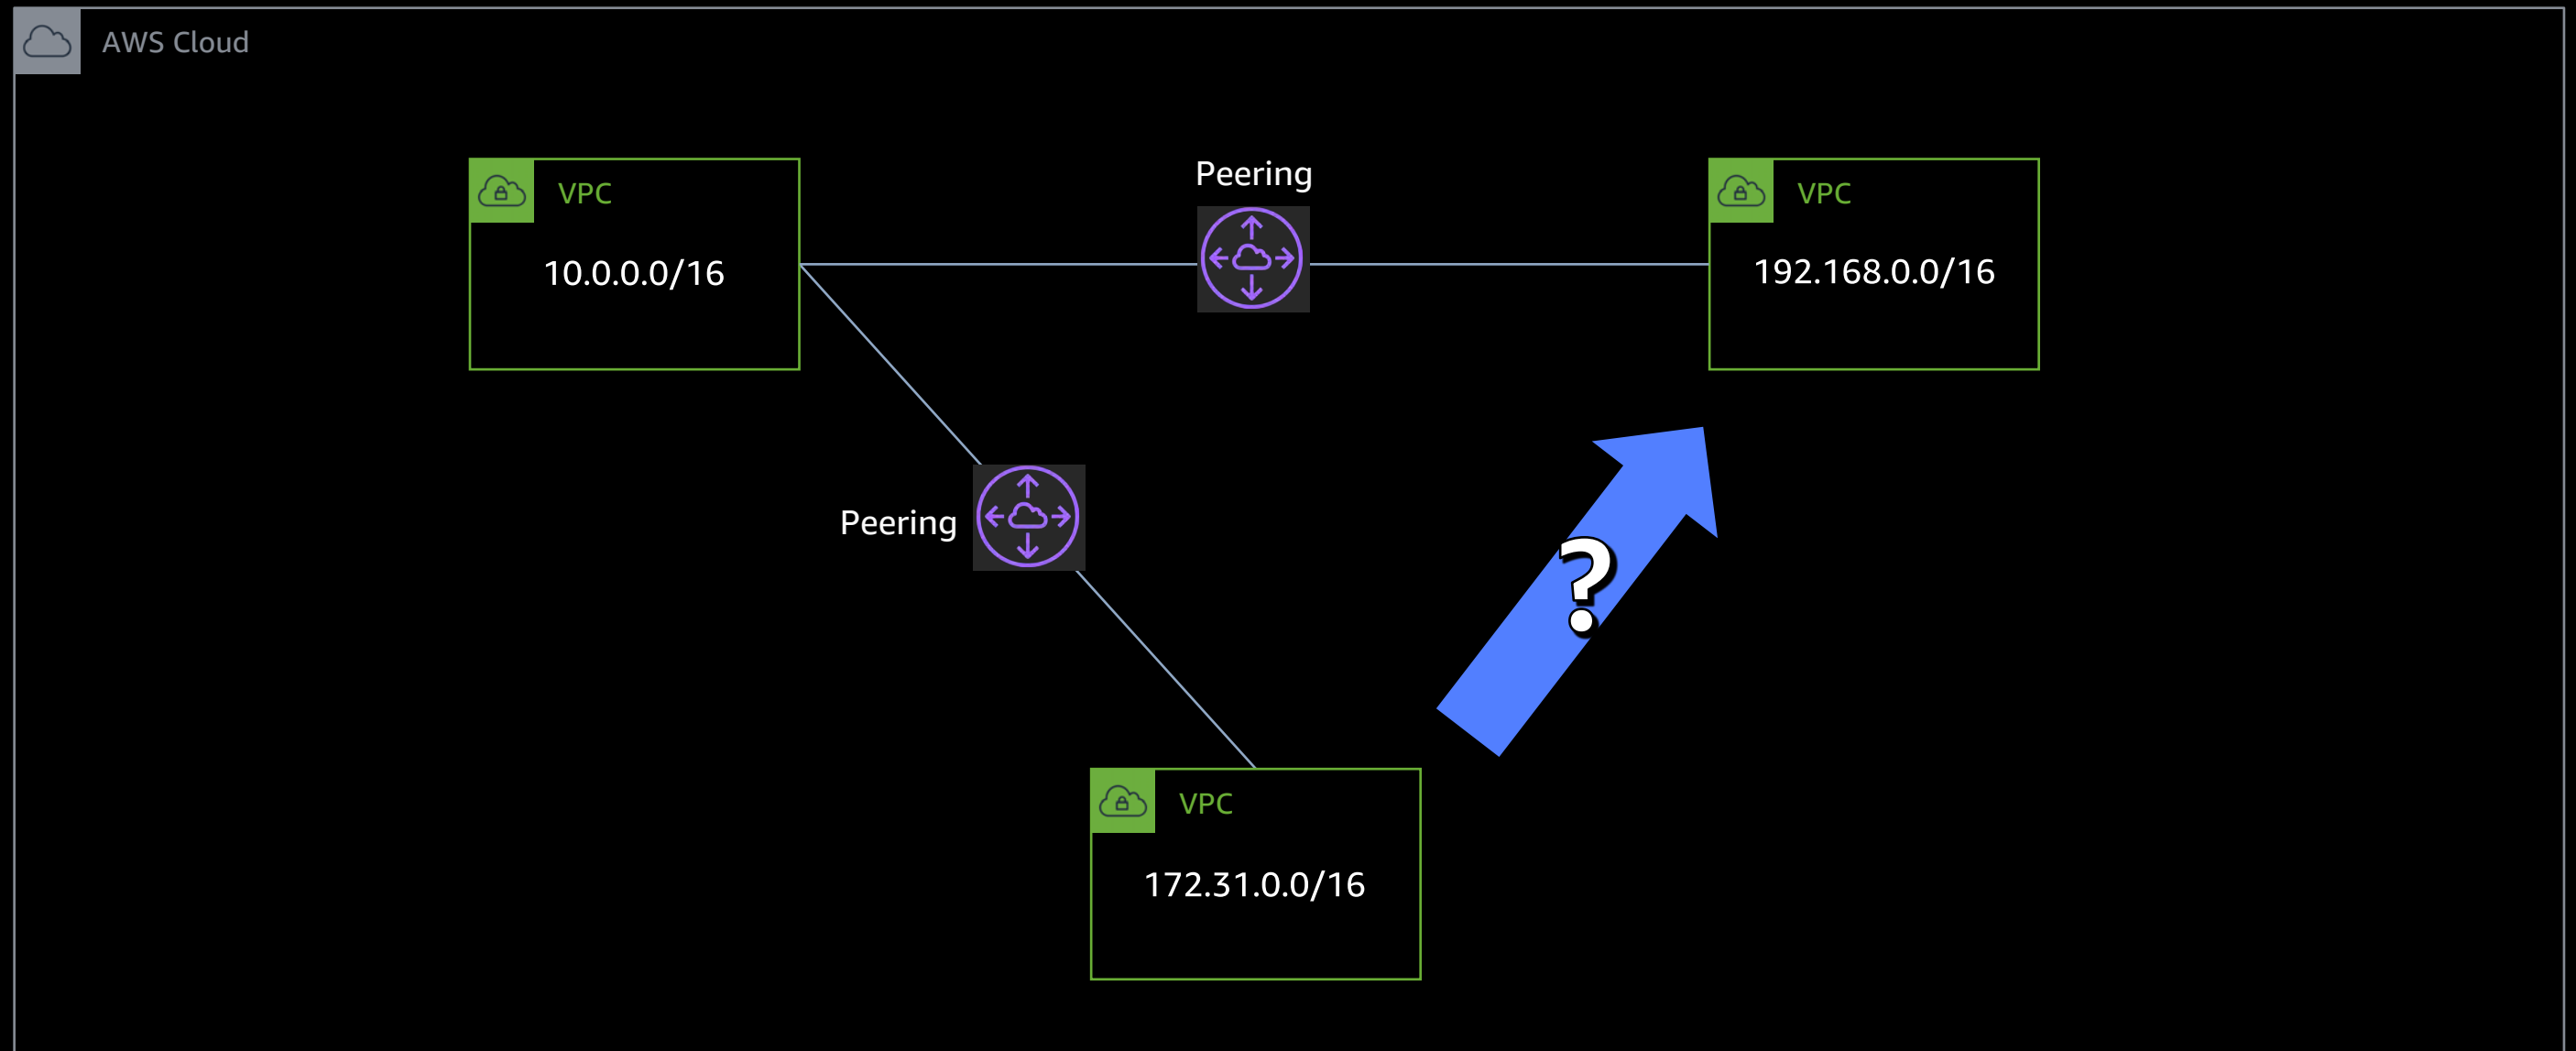 AWS Cloud
Peering
VPC
VPC
10.0.0.0/16
192.168.0.0/16
Peering
?
VPC
172.31.0.0/16